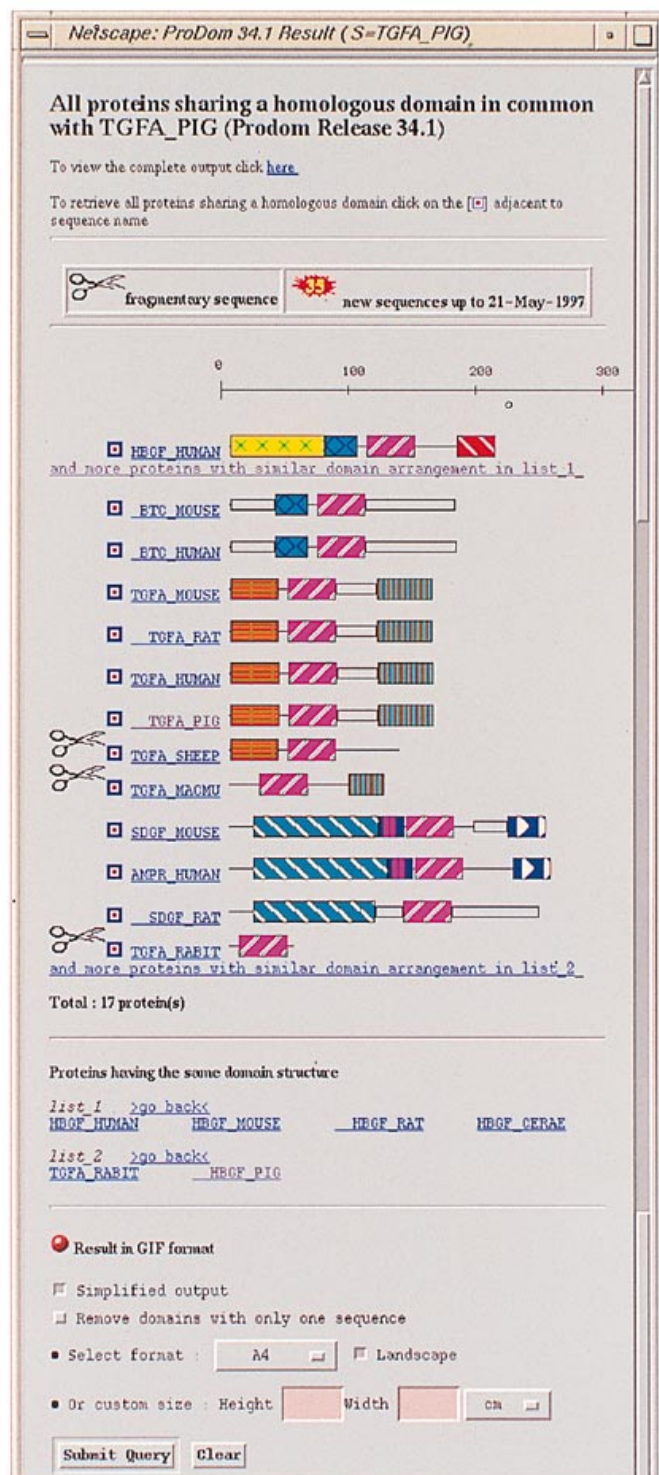 Netscape: ProDom 34.1 Result ( S=TGFA_PIG)
All proteins sharing a homologous domain in common
with TGFA_PIG (Prodom Release 34.1)
To view the complete output click here
To retrieve all proteins sharing a homologous domain click on the [ ] adjacent to
sequence name
fragmentary sequence
35 new sequences up to 21-May-1997
0 100 200 300
HBGF_HUMAN
and more proteins with similar domain arrangement in list_1
BTC_MOUSE
BTC_HUMAN
TGFA_MOUSE
TGFA_RAT
TGFA_HUMAN
TGFA_PIG
TGFA_SHEEP
TGFA_MACMU
SDGF_MOUSE
AMPR_HUMAN
SDGF_RAT
TGFA_RABIT
and more proteins with similar domain arrangement in list_2
Total : 17 protein(s)
Proteins having the same domain structure
list_1 >go back<
HBGF_HUMAN HBGF_MOUSE HBGF_RAT HBGF_CERAE
list_2 >go back<
TGFA_RABIT HBGF_PIG
Result in GIF format
Simplified output
Remove domains with only one sequence
Select format : A4 Landscape
Or custom size : Height Width cm
Submit Query Clear